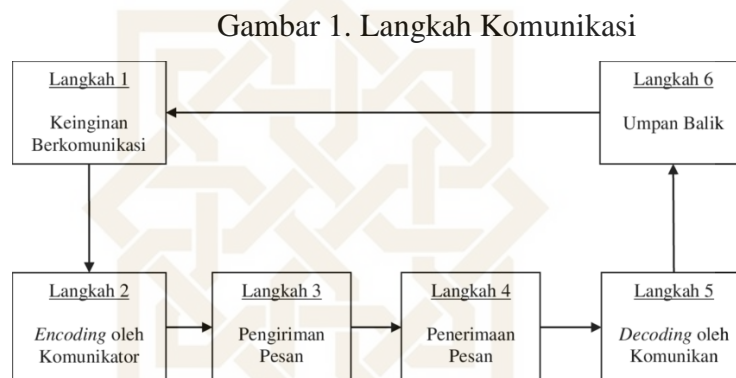 Gambar 1. Langkah Komunikasi
Langkah 1
Keinginan
Berkomunikasi
Langkah 6
Umpan Balik
Langkah 2
Encoding oleh
Komunikator
Langkah 3
Pengiriman
Pesan
Langkah 4
Penerimaan
Pesan
Langkah 5
Decoding oleh
Komunikan